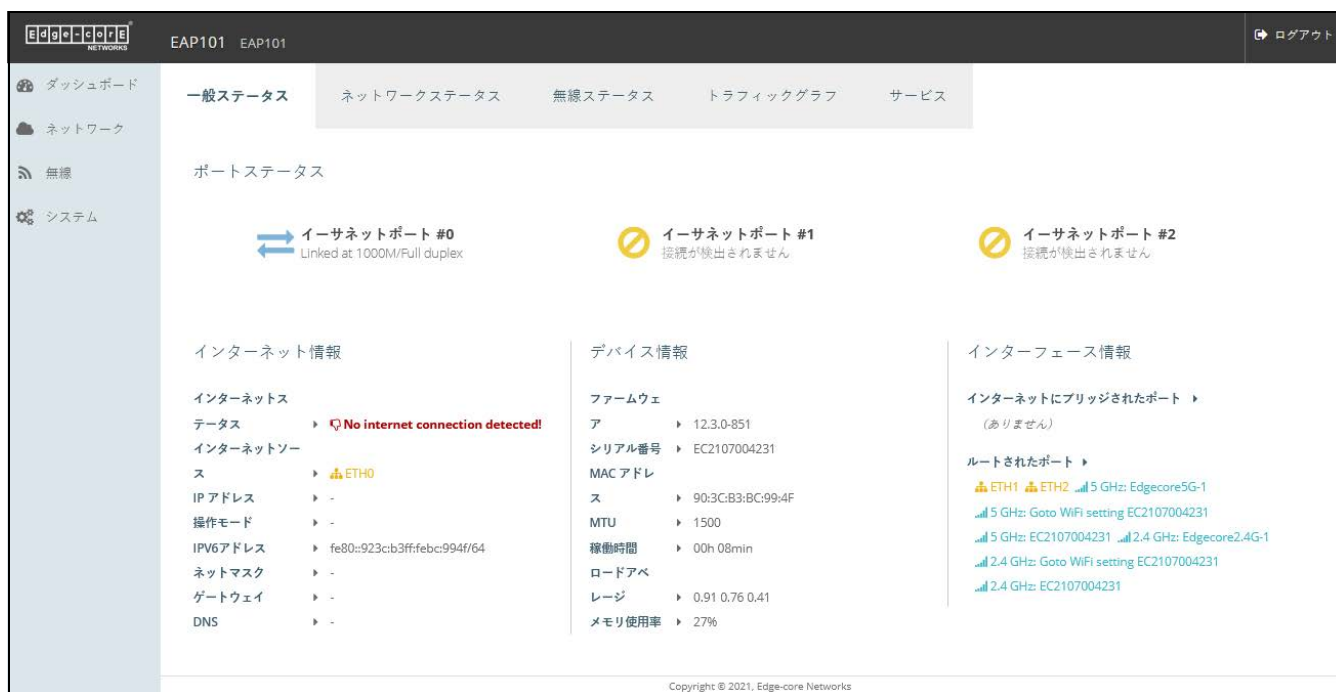 Edge-corE
NETWORKS
EAP101 EAP101
ログアウト
ダッシュボード
ネットワーク
無線
システム
一般ステータス ネットワークステータス 無線ステータス トラフィックグラフ サービス
ポートステータス
イーサネットポート #0
Linked at 1000M/Full duplex
イーサネットポート #1
接続が検出されません
イーサネットポート #2
接続が検出されません
インターネット情報
インターネットス
テータス No internet connection detected!
インターネットソー
ス ETH0
IP アドレス -
操作モード -
IPV6アドレス fe80::923c:b3ff:febc:994f/64
ネットマスク -
ゲートウェイ -
DNS -
デバイス情報
ファームウェ
ア 12.3.0-851
シリアル番号 EC2107004231
MAC アドレ
ス 90:3C:B3:BC:99:4F
MTU 1500
稼働時間 00h 08min
ロードアベ
レージ 0.91 0.76 0.41
メモリ使用率 27%
インターフェース情報
インターネットにブリッジされたポート
(ありません)
ルートされたポート
ETH1 ETH2 5 GHz: Edgecore5G-1
5 GHz: Goto WiFi setting EC2107004231
5 GHz: EC2107004231 2.4 GHz: Edgecore2.4G-1
2.4 GHz: Goto WiFi setting EC2107004231
2.4 GHz: EC2107004231
Copyright © 2021, Edge-core Networks